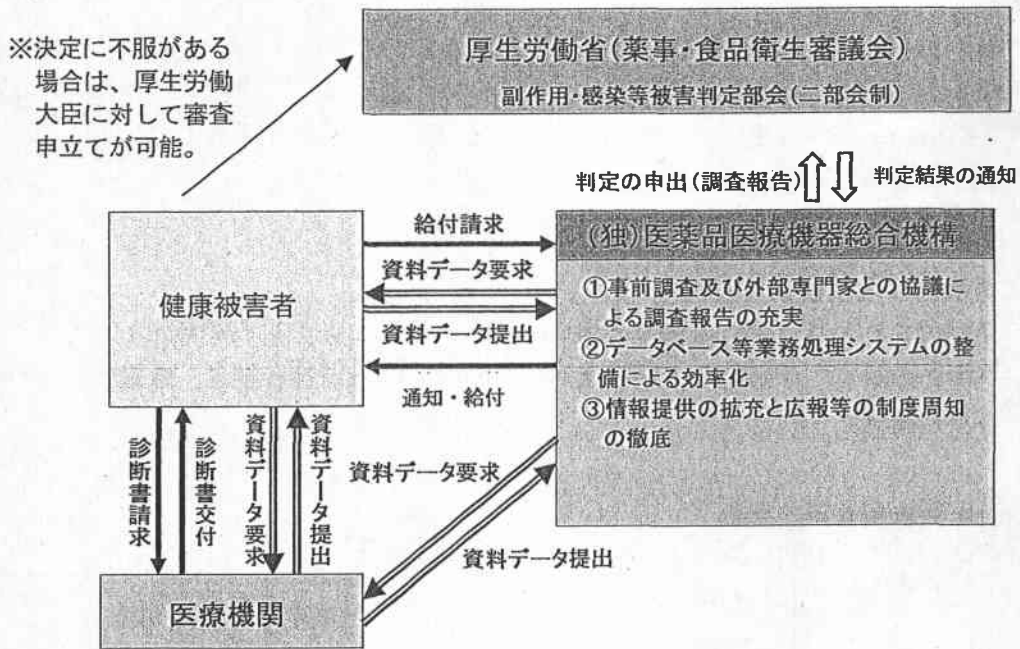 ※決定に不服がある
場合は、厚生労働
大臣に対して審査
申立てが可能。
厚生労働省(薬事・食品衛生審議会)
副作用・感染等被害判定部会(二部会制)
判定の申出(調査報告)
判定結果の通知
健康被害者
給付請求
資料データ要求
資料データ提出
通知・給付
(独)医薬品医療機器総合機構
①事前調査及び外部専門家との協議に
よる調査報告の充実
②データベース等業務処理システムの整
備による効率化
③情報提供の拡充と広報等の制度周知
の徹底
診断書請求
診断書交付
資料データ要求
資料データ提出
資料データ要求
資料データ提出
医療機関